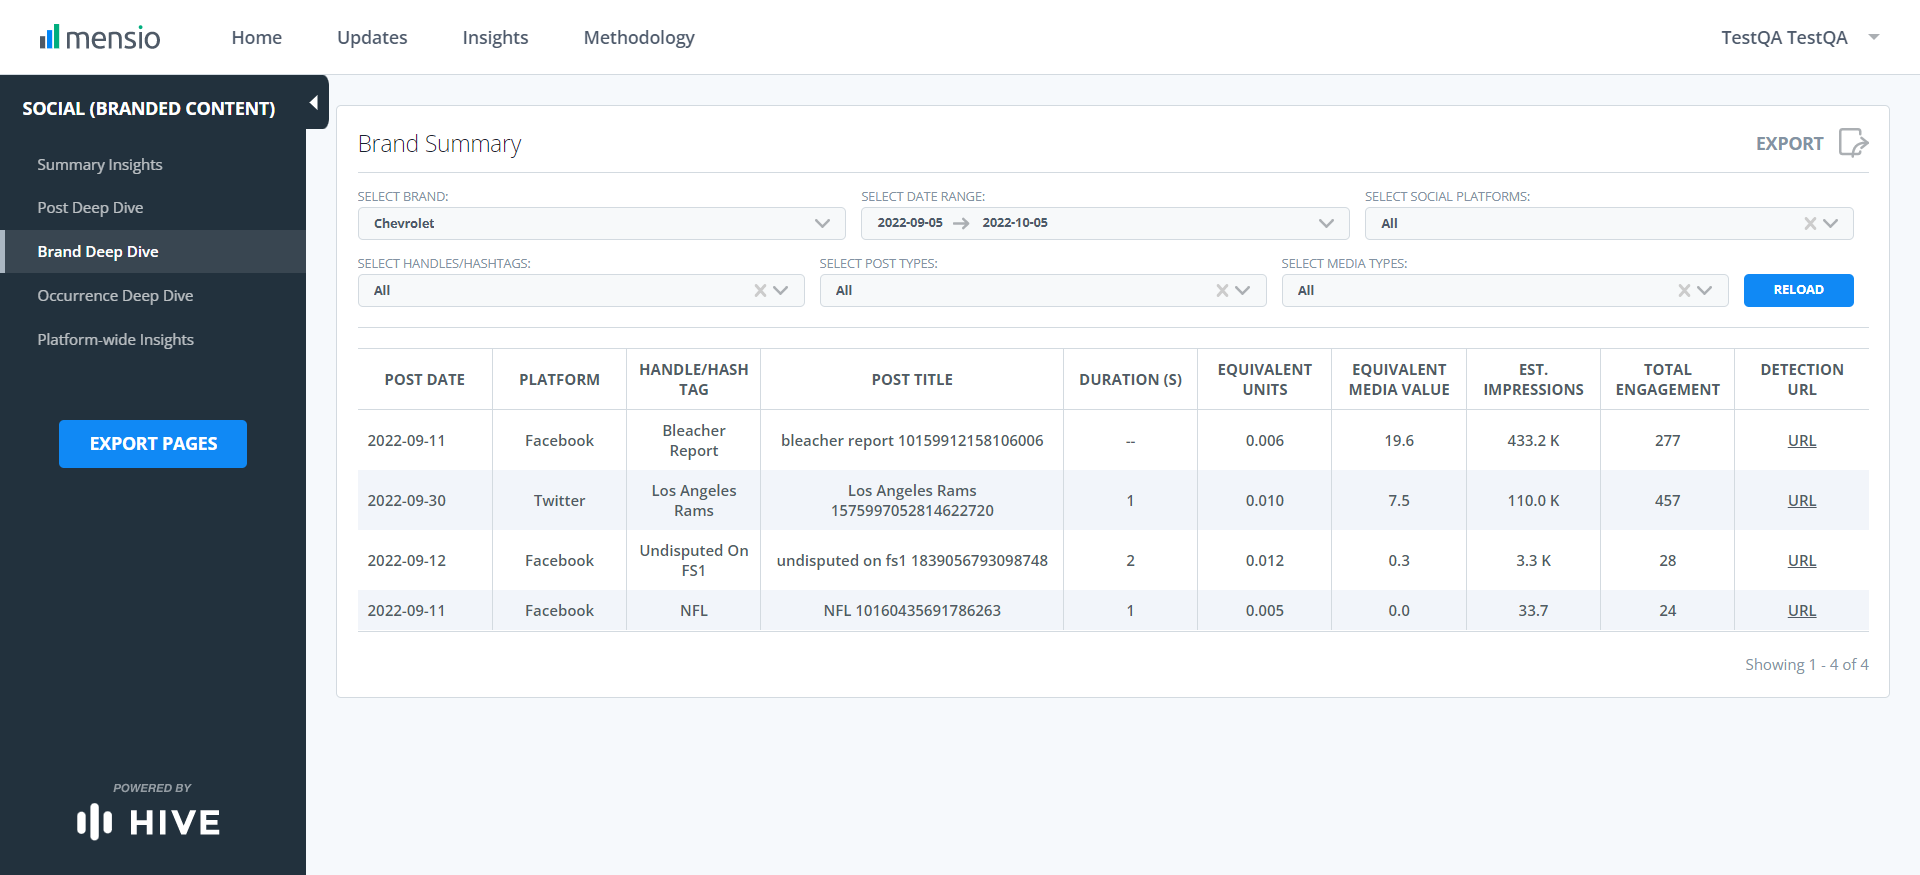 mensio
Home
Updates
Insights
Methodology
TestQA TestQA
SOCIAL (BRANDED CONTENT)
Summary Insights
Post Deep Dive
Brand Deep Dive
Occurrence Deep Dive
Platform-wide Insights
EXPORT PAGES
POWERED BY
HIVE
Brand Summary
EXPORT
SELECT BRAND:
Chevrolet
SELECT DATE RANGE:
2022-09-05
2022-10-05
SELECT SOCIAL PLATFORMS:
All
SELECT HANDLES/HASHTAGS:
All
SELECT POST TYPES:
All
SELECT MEDIA TYPES:
All
RELOAD
POST DATE
PLATFORM
HANDLE/HASH
TAG
POST TITLE
DURATION (S)
EQUIVALENT
UNITS
EQUIVALENT
MEDIA VALUE
EST.
IMPRESSIONS
TOTAL
ENGAGEMENT
DETECTION
URL
2022-09-11
Facebook
Bleacher
Report
bleacher report 10159912158106006
--
0.006
19.6
433.2 K
277
URL
2022-09-30
Twitter
Los Angeles
Rams
Los Angeles Rams
1575997052814622720
1
0.010
7.5
110.0 K
457
URL
2022-09-12
Facebook
Undisputed On
FS1
undisputed on fs1 1839056793098748
2
0.012
0.3
3.3 K
28
URL
2022-09-11
Facebook
NFL
NFL 10160435691786263
1
0.005
0.0
33.7
24
URL
Showing 1 - 4 of 4